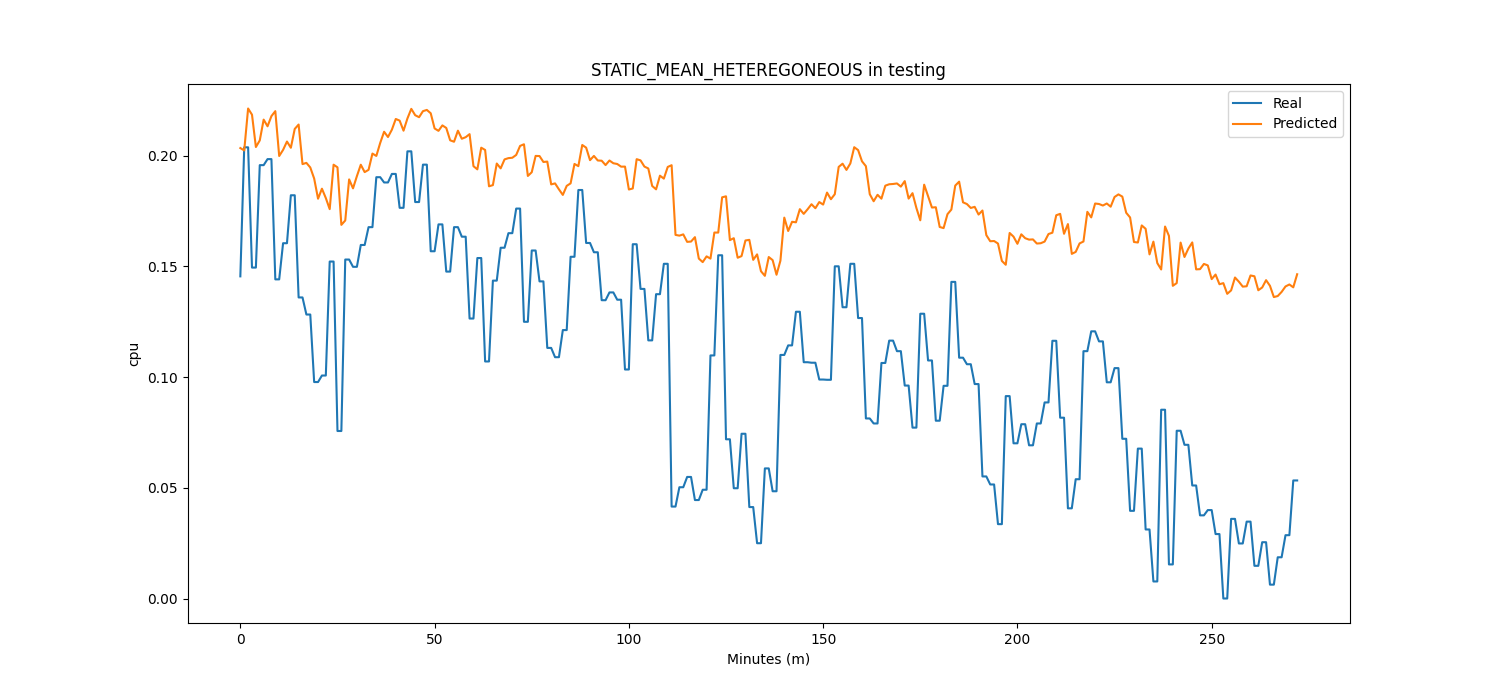 STATIC_MEAN_HETEREGONEOUS in testing
Real
Predicted
cpu
0.20
0.15
0.10
0.05
0.00
0 50 100 150 200 250
Minutes (m)